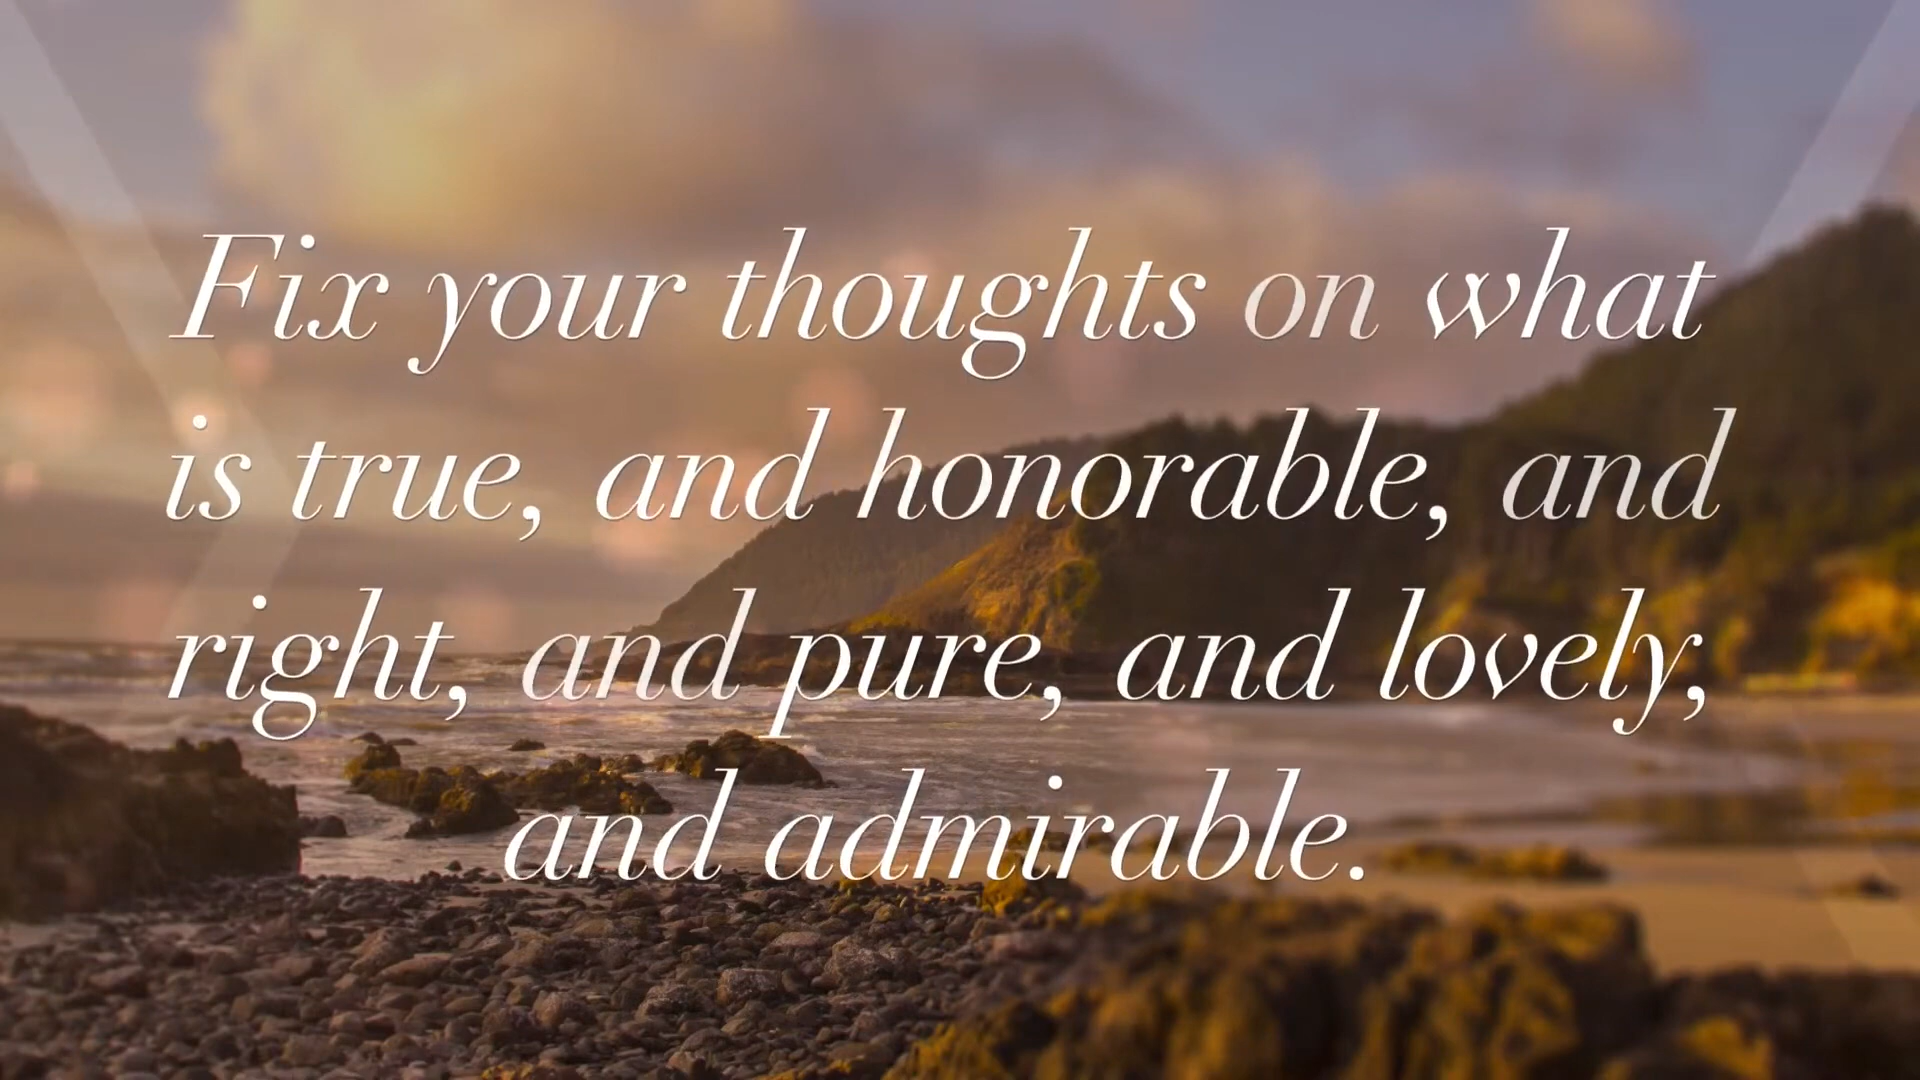 Fix your thoughts on what
is true, and honorable, and
right, and pure, and lovely,
and admirable.